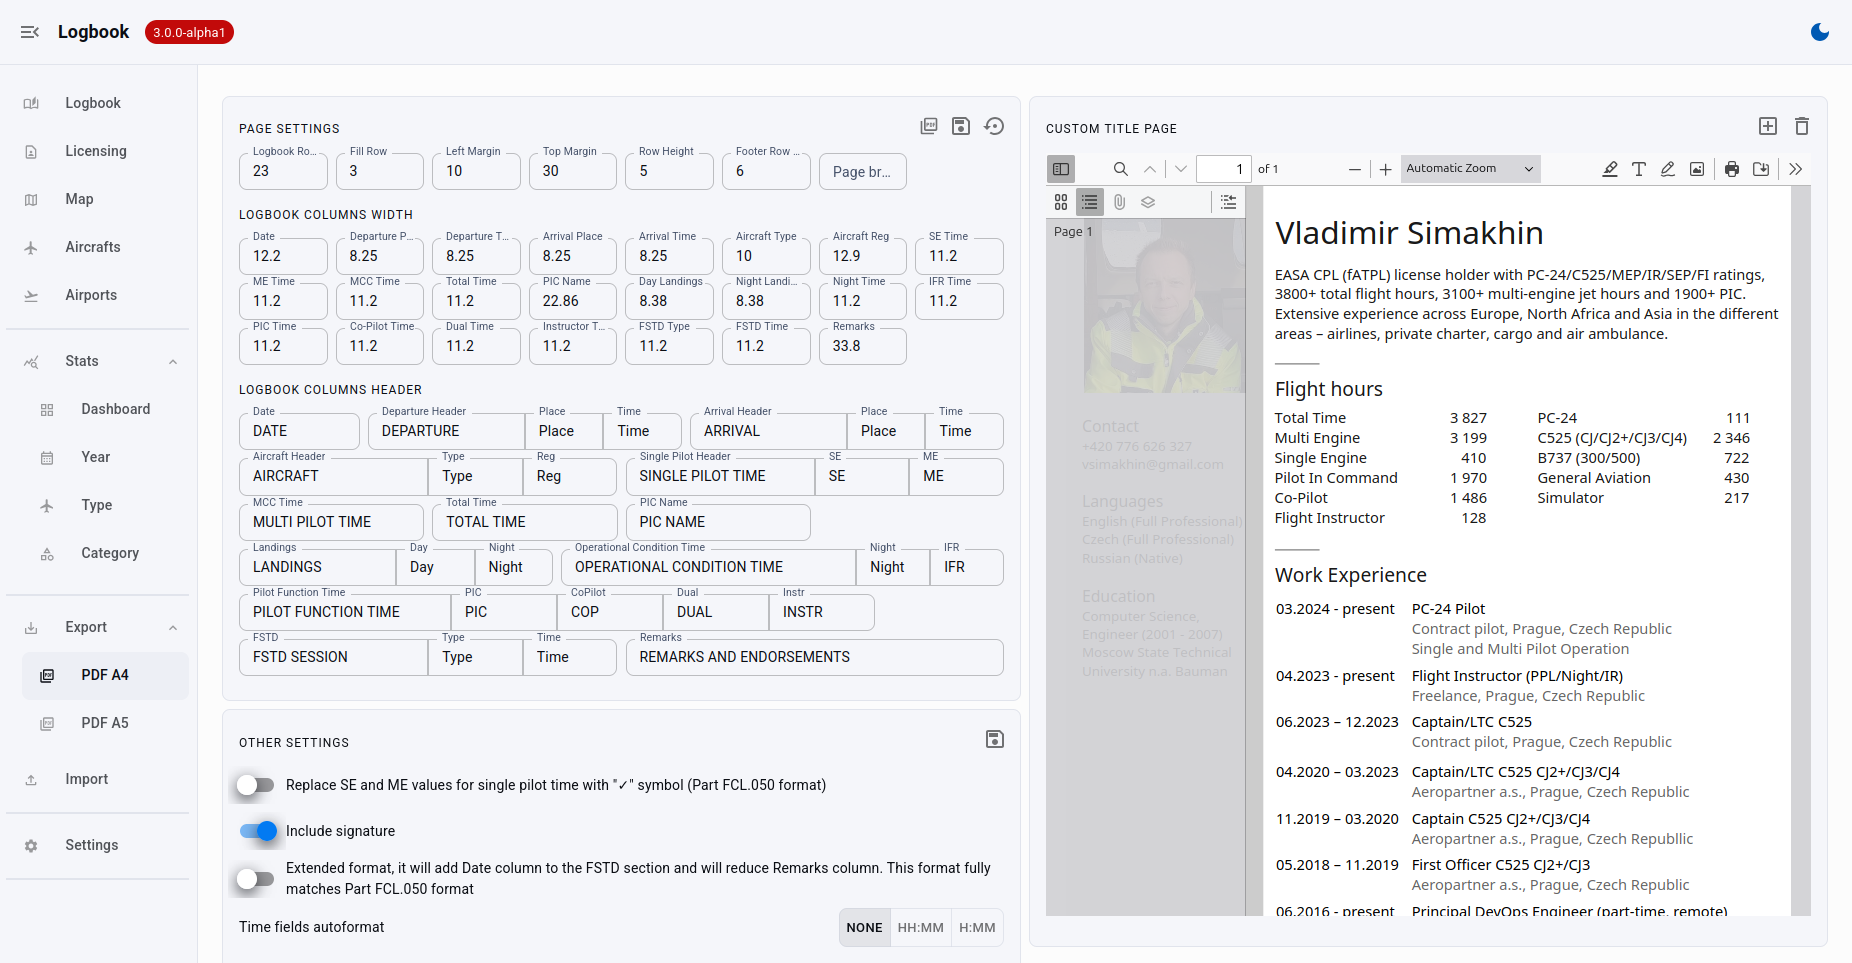 Logbook 3.0.0-alpha1
Logbook
Licensing
Map
Aircrafts
Airports
Stats
Dashboard
Year
Type
Category
Export
PDF A4
PDF A5
Import
Settings
PAGE SETTINGS
Logbook Ro... Fill Row Left Margin Top Margin Row Height Footer Row ...
23 3 10 30 5 6 Page br...
LOGBOOK COLUMNS WIDTH
Date Departure P... Departure T... Arrival Place Arrival Time Aircraft Type Aircraft Reg SE Time
12.2 8.25 8.25 8.25 8.25 10 12.9 11.2
ME Time MCC Time Total Time PIC Name Day Landings Night Landi... Night Time IFR Time
11.2 11.2 11.2 22.86 8.38 8.38 11.2 11.2
PIC Time Co-Pilot Time Dual Time Instructor T... FSTD Type FSTD Time Remarks
11.2 11.2 11.2 11.2 11.2 11.2 33.8
LOGBOOK COLUMNS HEADER
Date Departure Header Place Time Arrival Header Place Time
DATE DEPARTURE Place Time ARRIVAL Place Time
Aircraft Header Type Reg Single Pilot Header SE ME
AIRCRAFT Type Reg SINGLE PILOT TIME SE ME
MCC Time Total Time PIC Name
MULTI PILOT TIME TOTAL TIME PIC NAME
Landings Day Night Operational Condition Time Night IFR
LANDINGS Day Night OPERATIONAL CONDITION TIME Night IFR
Pilot Function Time PIC CoPilot Dual Instr
PILOT FUNCTION TIME PIC COP DUAL INSTR
FSTD Type Time Remarks
FSTD SESSION Type Time REMARKS AND ENDORSEMENTS
OTHER SETTINGS
Replace SE and ME values for single pilot time with "✓" symbol (Part FCL.050 format)
Include signature
Extended format, it will add Date column to the FSTD section and will reduce Remarks column. This format fully
matches Part FCL.050 format
Time fields autoformat NONE HH:MM H:MM
CUSTOM TITLE PAGE
1 of 1 Automatic Zoom
Page 1
Contact
+420 776 626 327
vsimakhin@gmail.com
Languages
English (Full Professional)
Czech (Full Professional)
Russian (Native)
Education
Computer Science,
Engineer (2001 - 2007)
Moscow State Technical
University n.a. Bauman
Vladimir Simakhin
EASA CPL (fATPL) license holder with PC-24/C525/MEP/IR/SEP/FI ratings,
3800+ total flight hours, 3100+ multi-engine jet hours and 1900+ PIC.
Extensive experience across Europe, North Africa and Asia in the different
areas – airlines, private charter, cargo and air ambulance.
Flight hours
Total Time 3 827 PC-24 111
Multi Engine 3 199 C525 (CJ/CJ2+/CJ3/CJ4) 2 346
Single Engine 410 B737 (300/500) 722
Pilot In Command 1 970 General Aviation 430
Co-Pilot 1 486 Simulator 217
Flight Instructor 128
Work Experience
03.2024 - present PC-24 Pilot
Contract pilot, Prague, Czech Republic
Single and Multi Pilot Operation
04.2023 - present Flight Instructor (PPL/Night/IR)
Freelance, Prague, Czech Republic
06.2023 – 12.2023 Captain/LTC C525
Contract pilot, Prague, Czech Republic
04.2020 – 03.2023 Captain/LTC C525 CJ2+/CJ3/CJ4
Aeropartner a.s., Prague, Czech Republic
11.2019 – 03.2020 Captain C525 CJ2+/CJ3/CJ4
Aeropartner a.s., Prague, Czech Republlic
05.2018 – 11.2019 First Officer C525 CJ2+/CJ3
Aeropartner a.s., Prague, Czech Republic
06.2016 - present Principal DevOps Engineer (part-time, remote)